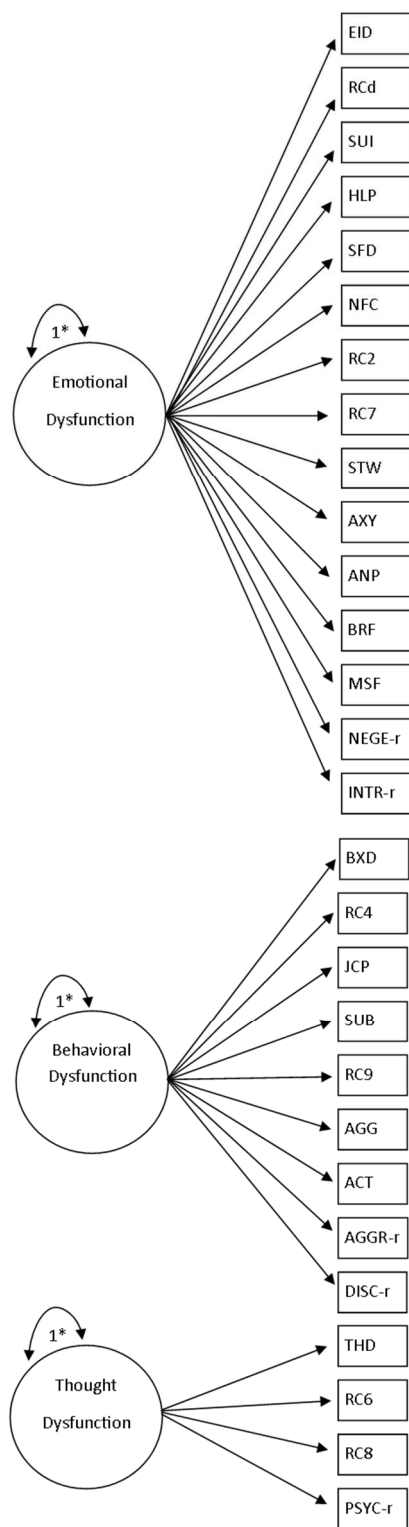 EID
RCd
SUI
HLP
SFD
NFC
RC2
RC7
STW
AXY
ANP
BRF
MSF
NEGE-r
INTR-r
1*
Emotional
Dysfunction
BXD
RC4
JCP
SUB
RC9
AGG
ACT
AGGR-r
DISC-r
1*
Behavioral
Dysfunction
THD
RC6
RC8
PSYC-r
1*
Thought
Dysfunction